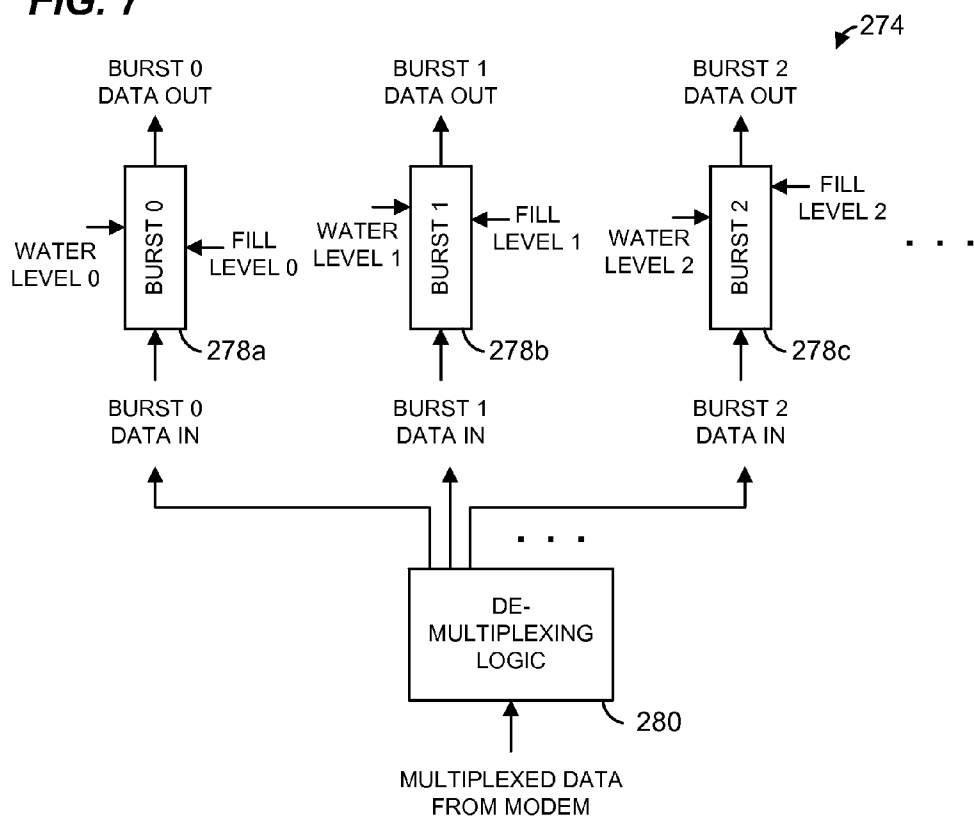 FIG. 7
274
BURST 0
DATA OUT
BURST 1
DATA OUT
BURST 2
DATA OUT
BURST 0
WATER
LEVEL 0
FILL
LEVEL 0
278a
BURST 1
WATER
LEVEL 1
FILL
LEVEL 1
278b
BURST 2
WATER
LEVEL 2
FILL
LEVEL 2
278c
. . .
BURST 0
DATA IN
BURST 1
DATA IN
BURST 2
DATA IN
. . .
DE-
MULTIPLEXING
LOGIC
280
MULTIPLEXED DATA
FROM MODEM